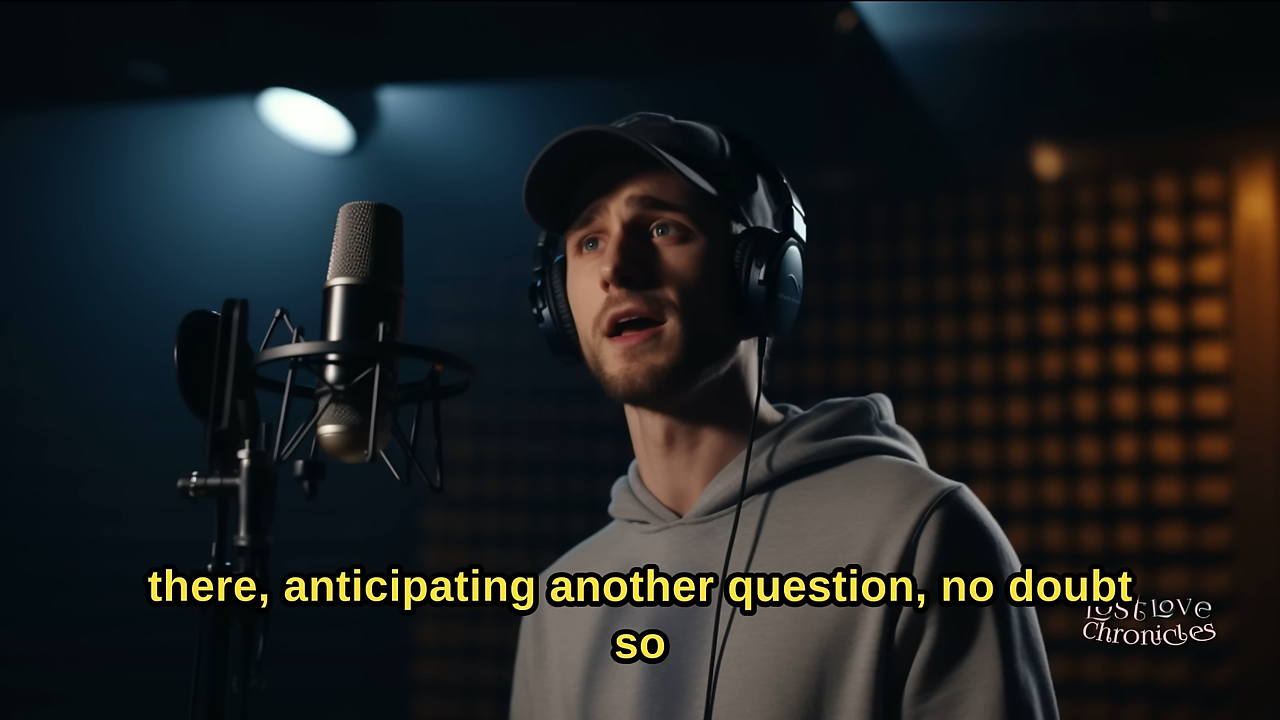 there, anticipating another question, no doubt
so
Lost Love
Chronicles